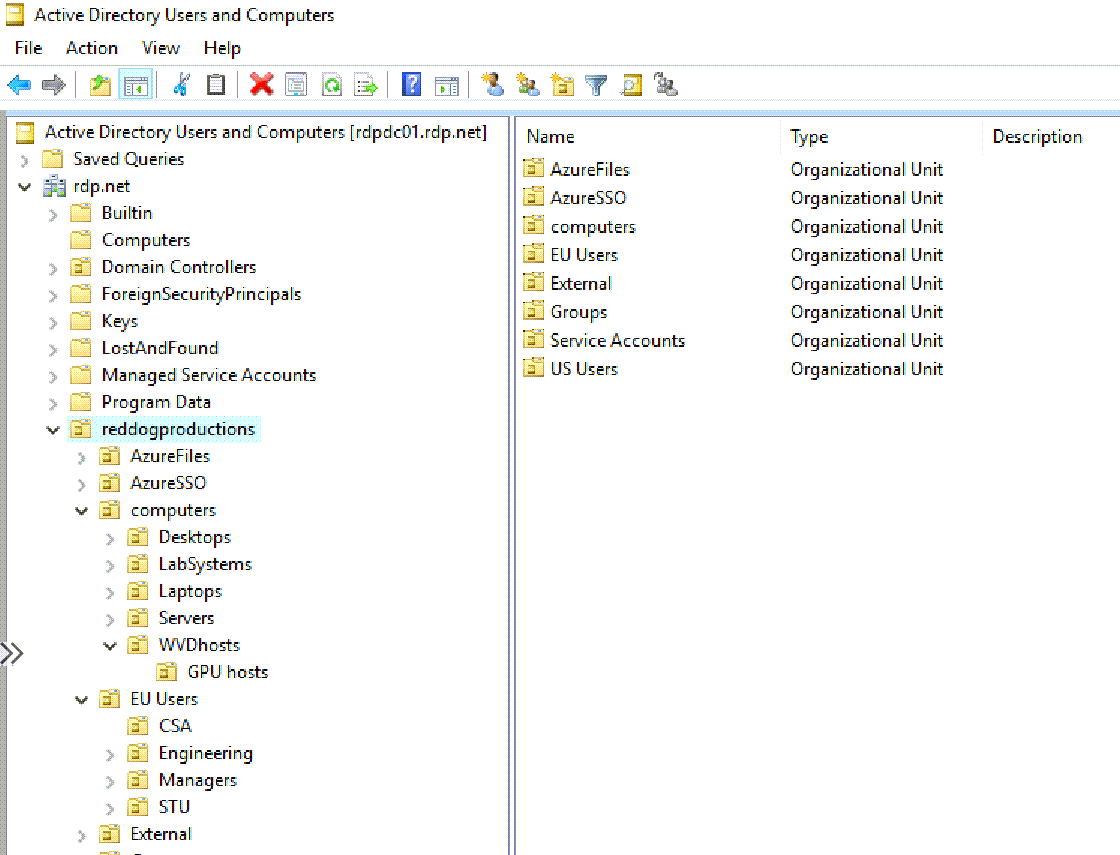 Active Directory Users and Computers
File Action View Help
Active Directory Users and Computers [rdpdc01.rdp.net]
Saved Queries
rdp.net
Builtin
Computers
Domain Controllers
ForeignSecurityPrincipals
Keys
LostAndFound
Managed Service Accounts
Program Data
reddogproductions
AzureFiles
AzureSSO
computers
Desktops
LabSystems
Laptops
Servers
WVDhosts
GPU hosts
EU Users
CSA
Engineering
Managers
STU
External
Name Type Description
AzureFiles Organizational Unit
AzureSSO Organizational Unit
computers Organizational Unit
EU Users Organizational Unit
External Organizational Unit
Groups Organizational Unit
Service Accounts Organizational Unit
US Users Organizational Unit